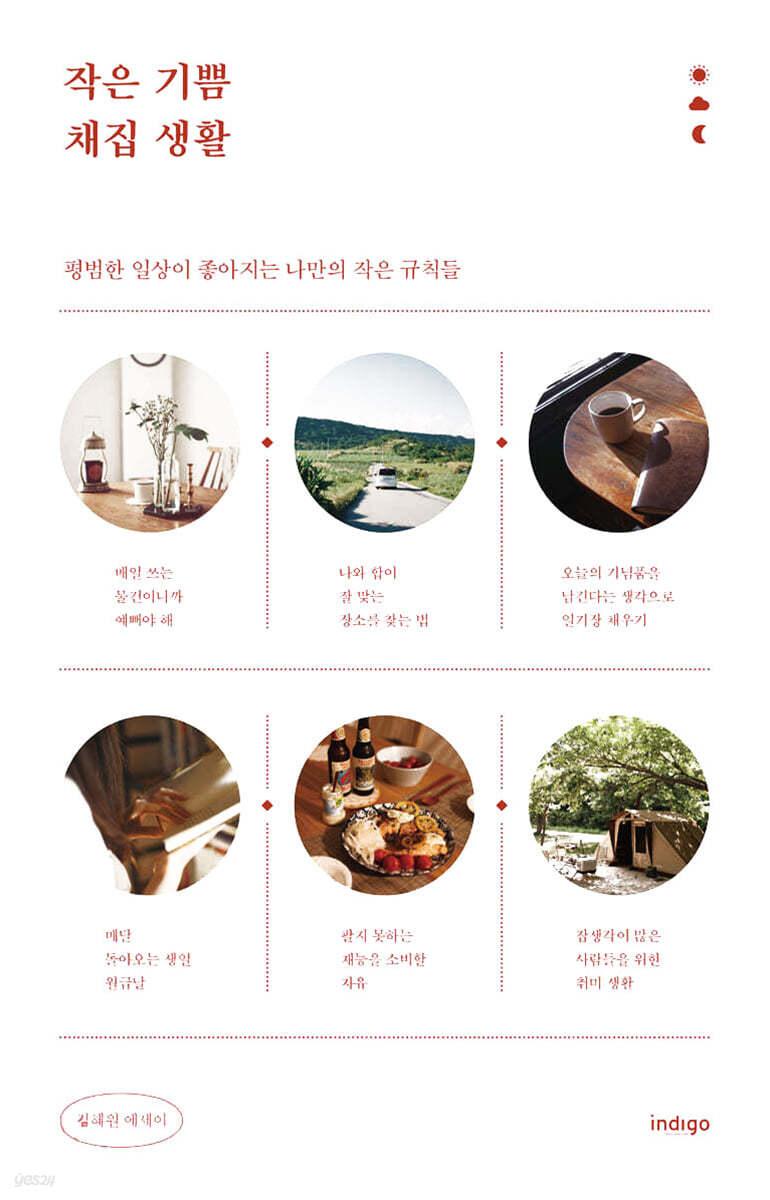 작은 기쁨
채집 생활
평범한 일상이 좋아지는 나만의 작은 규칙들
매일 쓰는
물건이니까
예뻐야 해
나와 합이
잘 맞는
장소를 찾는 법
오늘의 기념품을
남긴다는 생각으로
일기장 채우기
매달
돌아오는 생일
월급날
팔지 못하는
재능을 소비할
자유
잡생각이 많은
사람들을 위한
취미 생활
김혜원 에세이
indigo
yes24